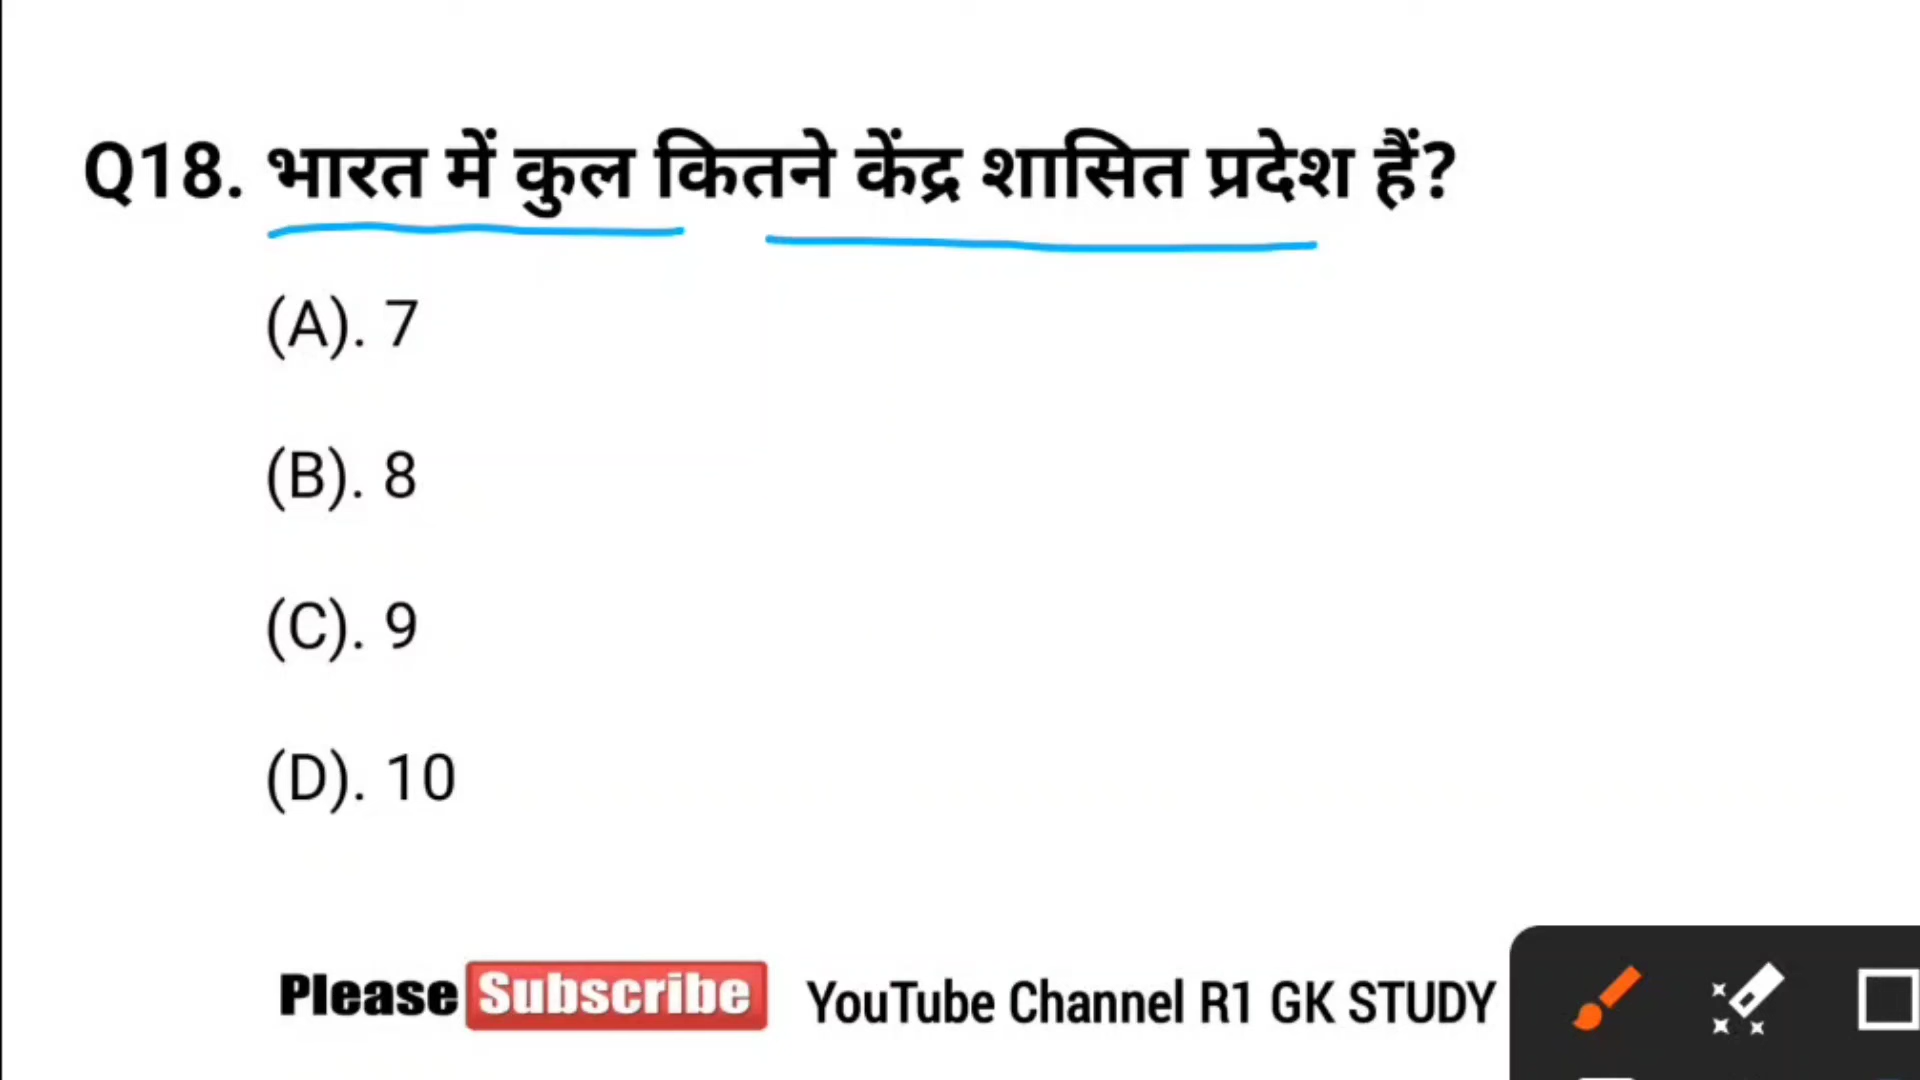 Q18. भारत में कुल कितने केंद्र शासित प्रदेश हैं?
(A). 7
(B). 8
(C). 9
(D). 10
Please Subscribe YouTube Channel R1 GK STUDY